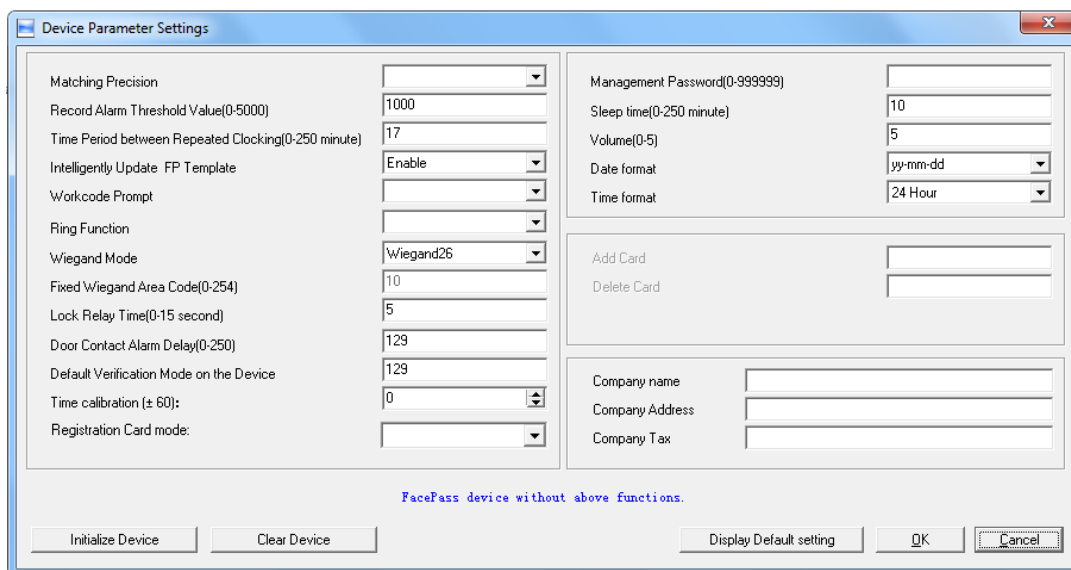 Device Parameter Settings
Matching Precision
Record Alarm Threshold Value(0-5000) 1000
Time Period between Repeated Clocking(0-250 minute) 17
Intelligently Update FP Template Enable
Workcode Prompt
Ring Function
Wiegand Mode Wiegand26
Fixed Wiegand Area Code(0-254) 10
Lock Relay Time(0-15 second) 5
Door Contact Alarm Delay(0-250) 129
Default Verification Mode on the Device 129
Time calibration (± 60): 0
Registration Card mode:
Management Password(0-999999)
Sleep time(0-250 minute) 10
Volume(0-5) 5
Date format yy-mm-dd
Time format 24 Hour
Add Card
Delete Card
Company name
Company Address
Company Tax
FacePass device without above functions.
Initialize Device Clear Device Display Default setting OK Cancel